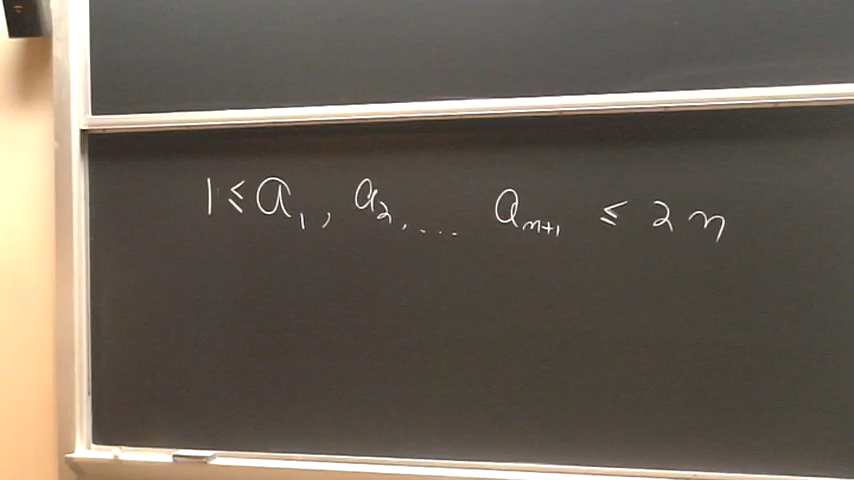 1 ≤ a₁, a₂, .... aₙ₊₁ ≤ 2n